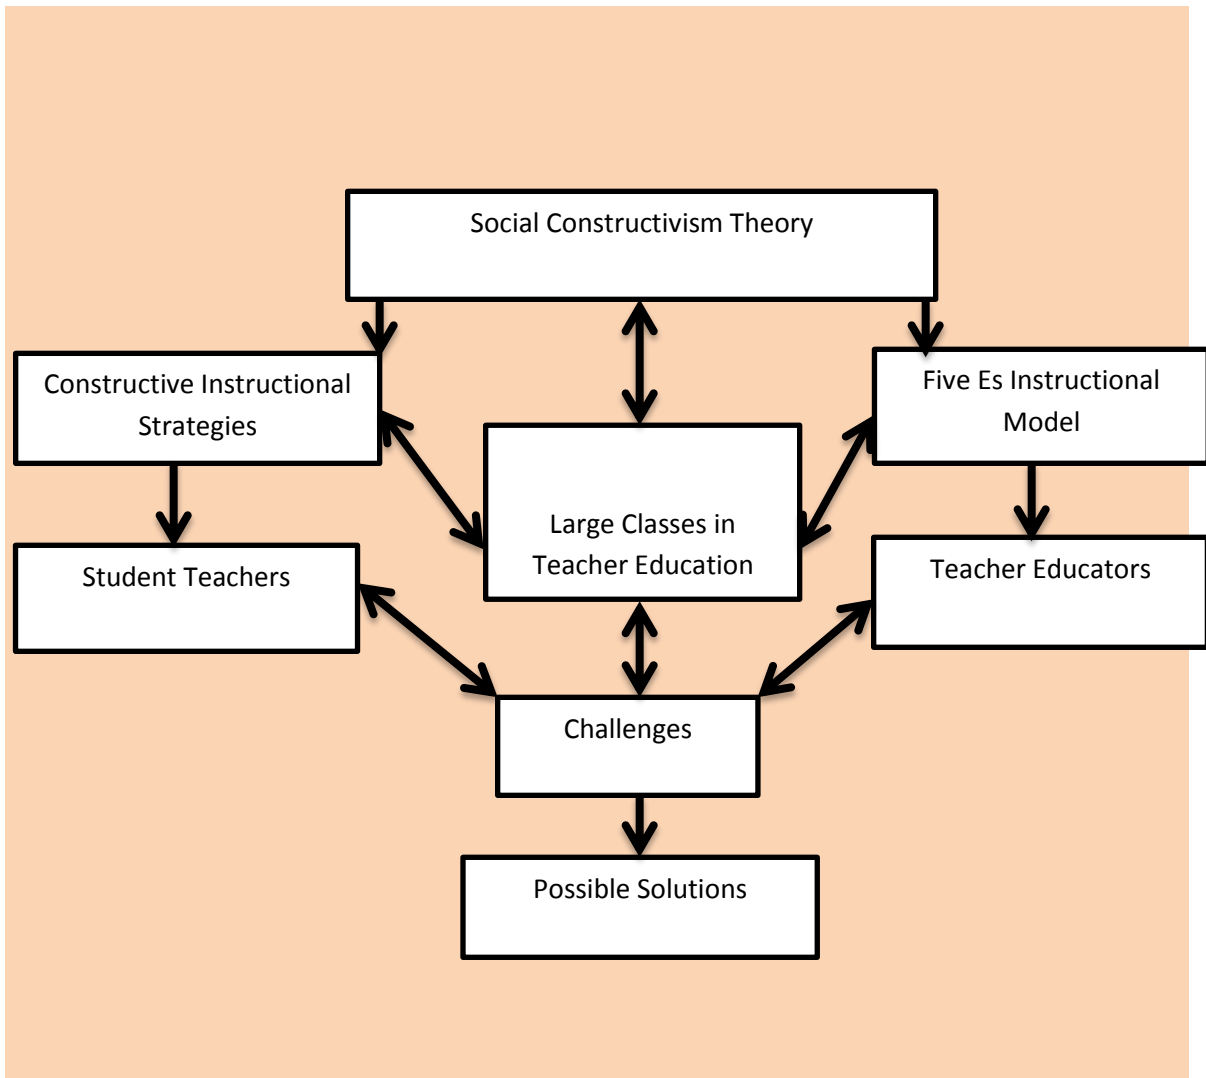 Social Constructivism Theory
Constructive Instructional
Strategies
Five Es Instructional
Model
Large Classes in
Teacher Education
Student Teachers
Teacher Educators
Challenges
Possible Solutions